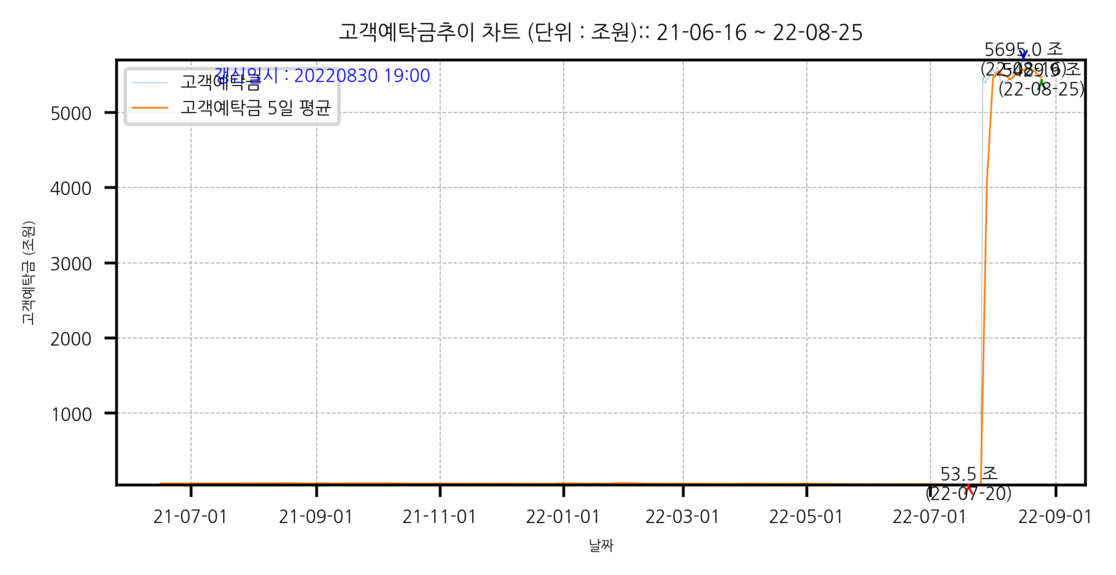 고객예탁금추이 차트 (단위 : 조원):: 21-06-16 ~ 22-08-25
5695.0 조
(22-08-16)
(22-08-25)
갱신일시 : 20220830 19:00
고객예탁금
고객예탁금 5일 평균
5000
4000
3000
2000
1000
고객예탁금 (조원)
53.5 조
(22-07-20)
21-07-01
21-09-01
21-11-01
22-01-01
22-03-01
22-05-01
22-07-01
22-09-01
날짜